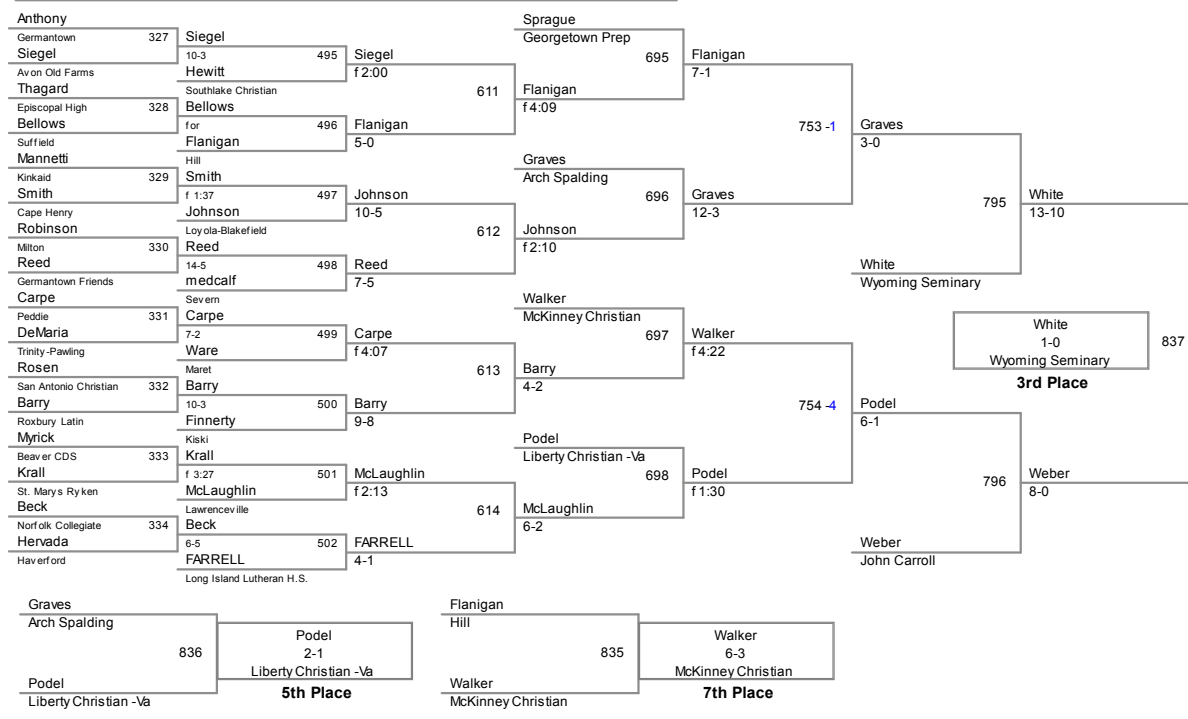 Anthony
Germantown 327
Siegel
Avon Old Farms
Thagard
Episcopal High 328
Bellows
Suffield
Mannetti
Kinkaid 329
Smith
Cape Henry
Robinson
Milton 330
Reed
Germantown Friends
Carpe
Peddie 331
DeMaria
Trinity-Pawling
Rosen
San Antonio Christian 332
Barry
Roxbury Latin
Myrick
Beaver CDS 333
Krall
St. Marys Ryken
Beck
Norfolk Collegiate 334
Hervada
Haverford
Siegel
10-3 495
Hewitt
Southlake Christian
Bellows
for 496
Flanigan
Hill
Smith
f 1:37 497
Johnson
Loyola-Blakefield
Reed
14-5 498
medcalf
Severn
Carpe
7-2 499
Ware
Maret
Barry
10-3 500
Finnerty
Kiski
Krall
f 3:27 501
McLaughlin
Lawrenceville
Beck
6-5 502
FARRELL
Long Island Lutheran H.S.
Siegel
f 2:00
611
Flanigan
5-0
Johnson
10-5
612
Reed
7-5
Carpe
f 4:07
613
Barry
9-8
McLaughlin
f 2:13
614
FARRELL
4-1
Sprague
Georgetown Prep
695
Flanigan
f 4:09
Graves
Arch Spalding
696
Johnson
f 2:10
Walker
McKinney Christian
697
Barry
4-2
Podel
Liberty Christian -Va
698
McLaughlin
6-2
Flanigan
7-1
753 -1
Graves
12-3
Walker
f 4:22
754 -4
Podel
f 1:30
Graves
3-0
795
White
Wyoming Seminary
Podel
6-1
796
Weber
John Carroll
White
13-10
White
1-0 837
Wyoming Seminary
3rd Place
Weber
8-0
Graves
Arch Spalding
836
Podel
Liberty Christian -Va
Podel
2-1
Liberty Christian -Va
5th Place
Flanigan
Hill
835
Walker
McKinney Christian
Walker
6-3
McKinney Christian
7th Place